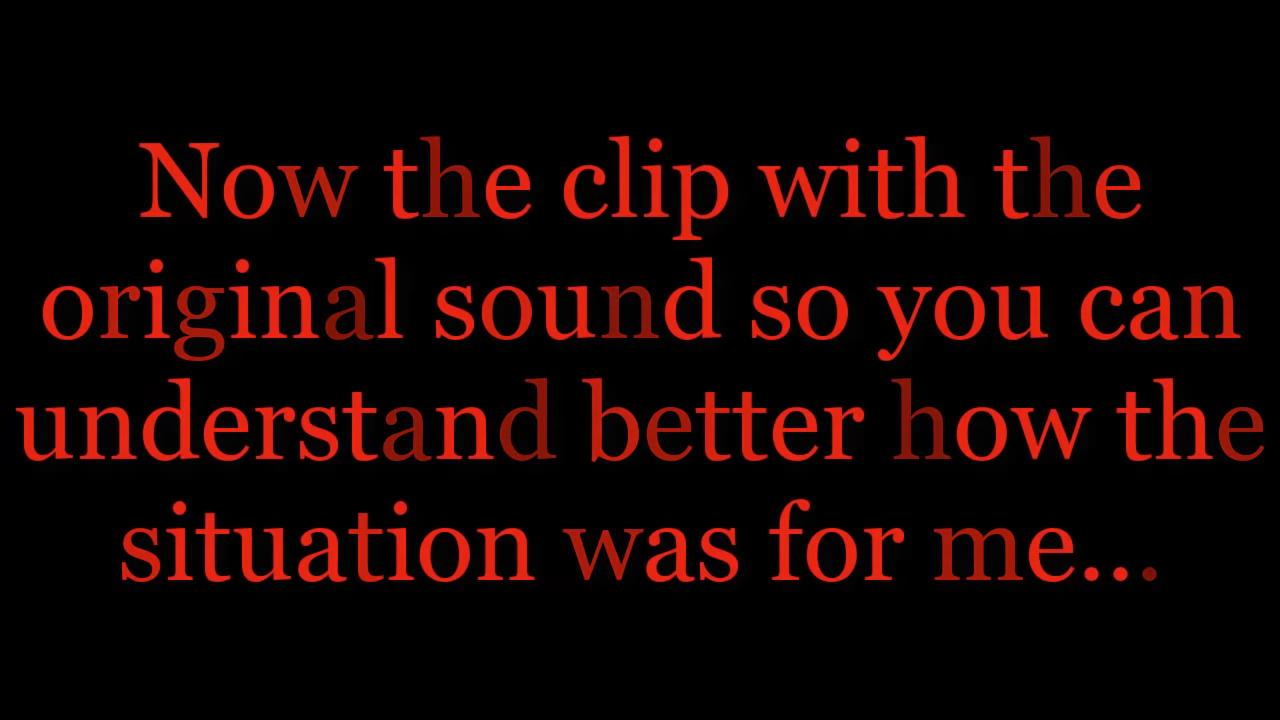 Now the clip with the
original sound so you can
understand better how the
situation was for me...